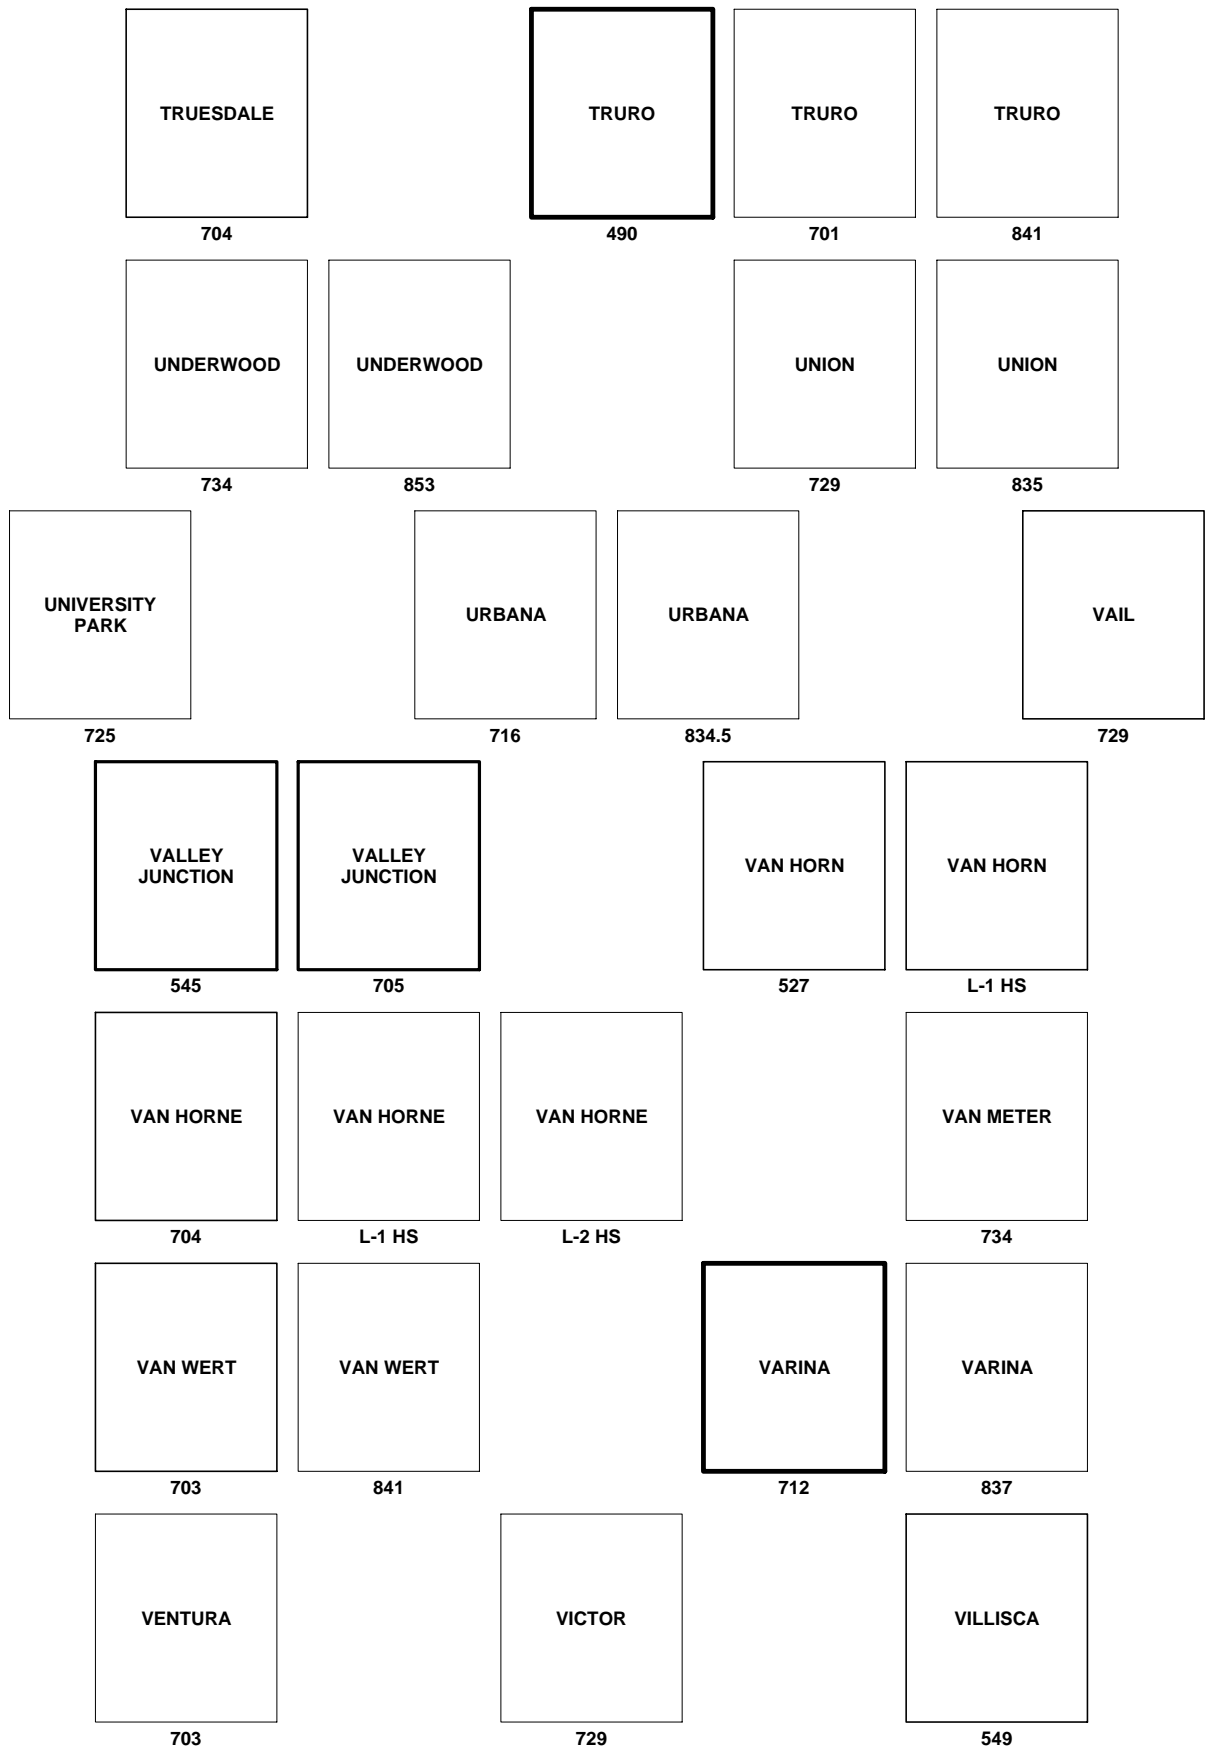 TRUESDALE TRURO TRURO TRURO
704 490 701 841
UNDERWOOD UNDERWOOD UNION UNION
734 853 729 835
UNIVERSITY
PARK
URBANA URBANA VAIL
725 716 834.5 729
VALLEY
JUNCTION
VALLEY
JUNCTION
VAN HORN VAN HORN
545 705 527 L-1 HS
VAN HORNE VAN HORNE VAN HORNE VAN METER
704 L-1 HS L-2 HS 734
VAN WERT VAN WERT VARINA VARINA
703 841 712 837
VENTURA VICTOR VILLISCA
703 729 549